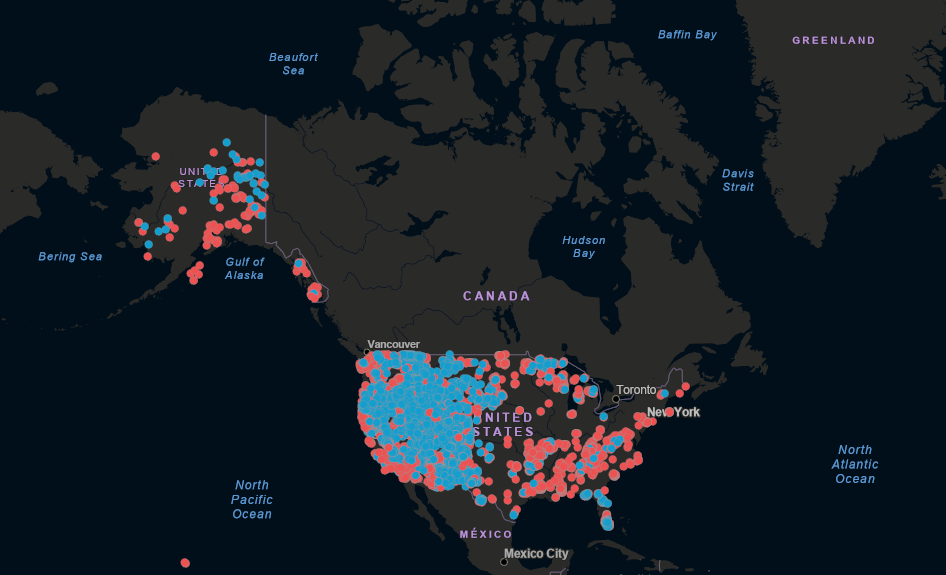 Baffin Bay
GREENLAND
Beaufort
Sea
UNITED
STATES
Davis
Strait
Hudson
Bay
Bering Sea
Gulf of
Alaska
CANADA
Vancouver
Toronto
New York
UNITED
STATES
North
Pacific
Ocean
North
Atlantic
Ocean
MÉXICO
Mexico City